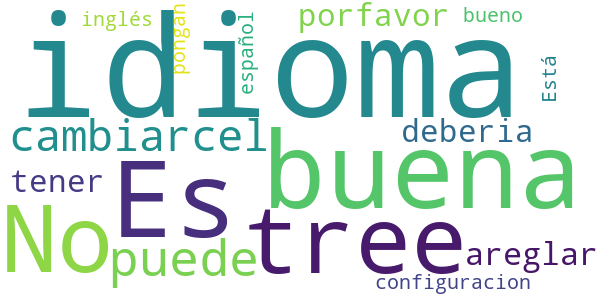 inglés pongan español porfavor bueno
idioma Está
cambiarcel deberia
tener Es buena
No puede tree areglar
configuracion